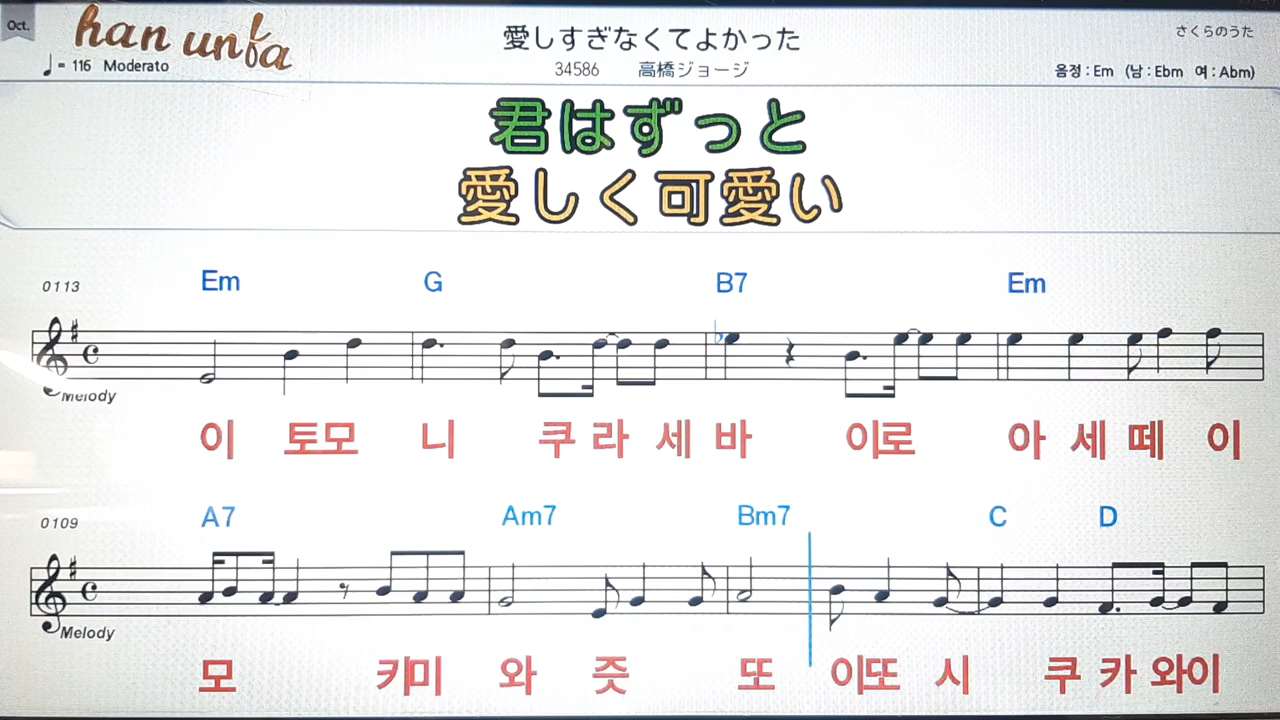 Oct.
han unfa
♩= 116 Moderato
愛しすぎなくてよかった
34586 高橋ジョージ
さくらのうた
음정 : Em (남 : Ebm 여 : Abm)
君はずっと
愛しく可愛い
0113
Em G B7 Em
Melody
이 토모 니 쿠 라 세 바 이로 아 세 떼 이
0109
A7 Am7 Bm7 C D
Melody
모 키미 와 즛 또 이또 시 쿠 카 와이